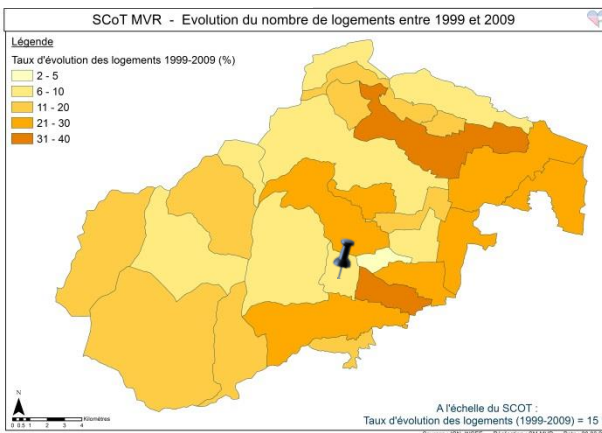 SCoT MVR - Evolution du nombre de logements entre 1999 et 2009
Légende
Taux d'évolution des logements 1999-2009 (%)
2 - 5
6 - 10
11 - 20
21 - 30
31 - 40
N
0 0.5 1 2 3 4
Kilomètres
A l'échelle du SCOT :
Taux d'évolution des logements (1999-2009) = 15